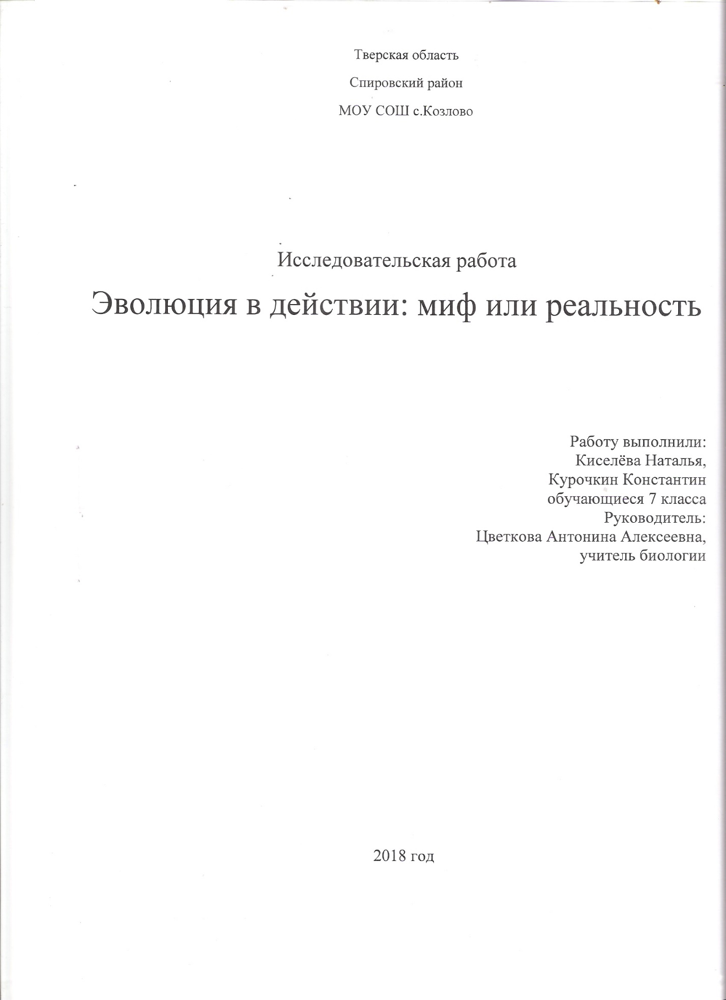 Тверская область
Спировский район
МОУ СОШ с.Козлово
Исследовательская работа
Эволюция в действии: миф или реальность
Работу выполнили:
Киселёва Наталья,
Курочкин Константин
обучающиеся 7 класса
Руководитель:
Цветкова Антонина Алексеевна,
учитель биологии
2018 год